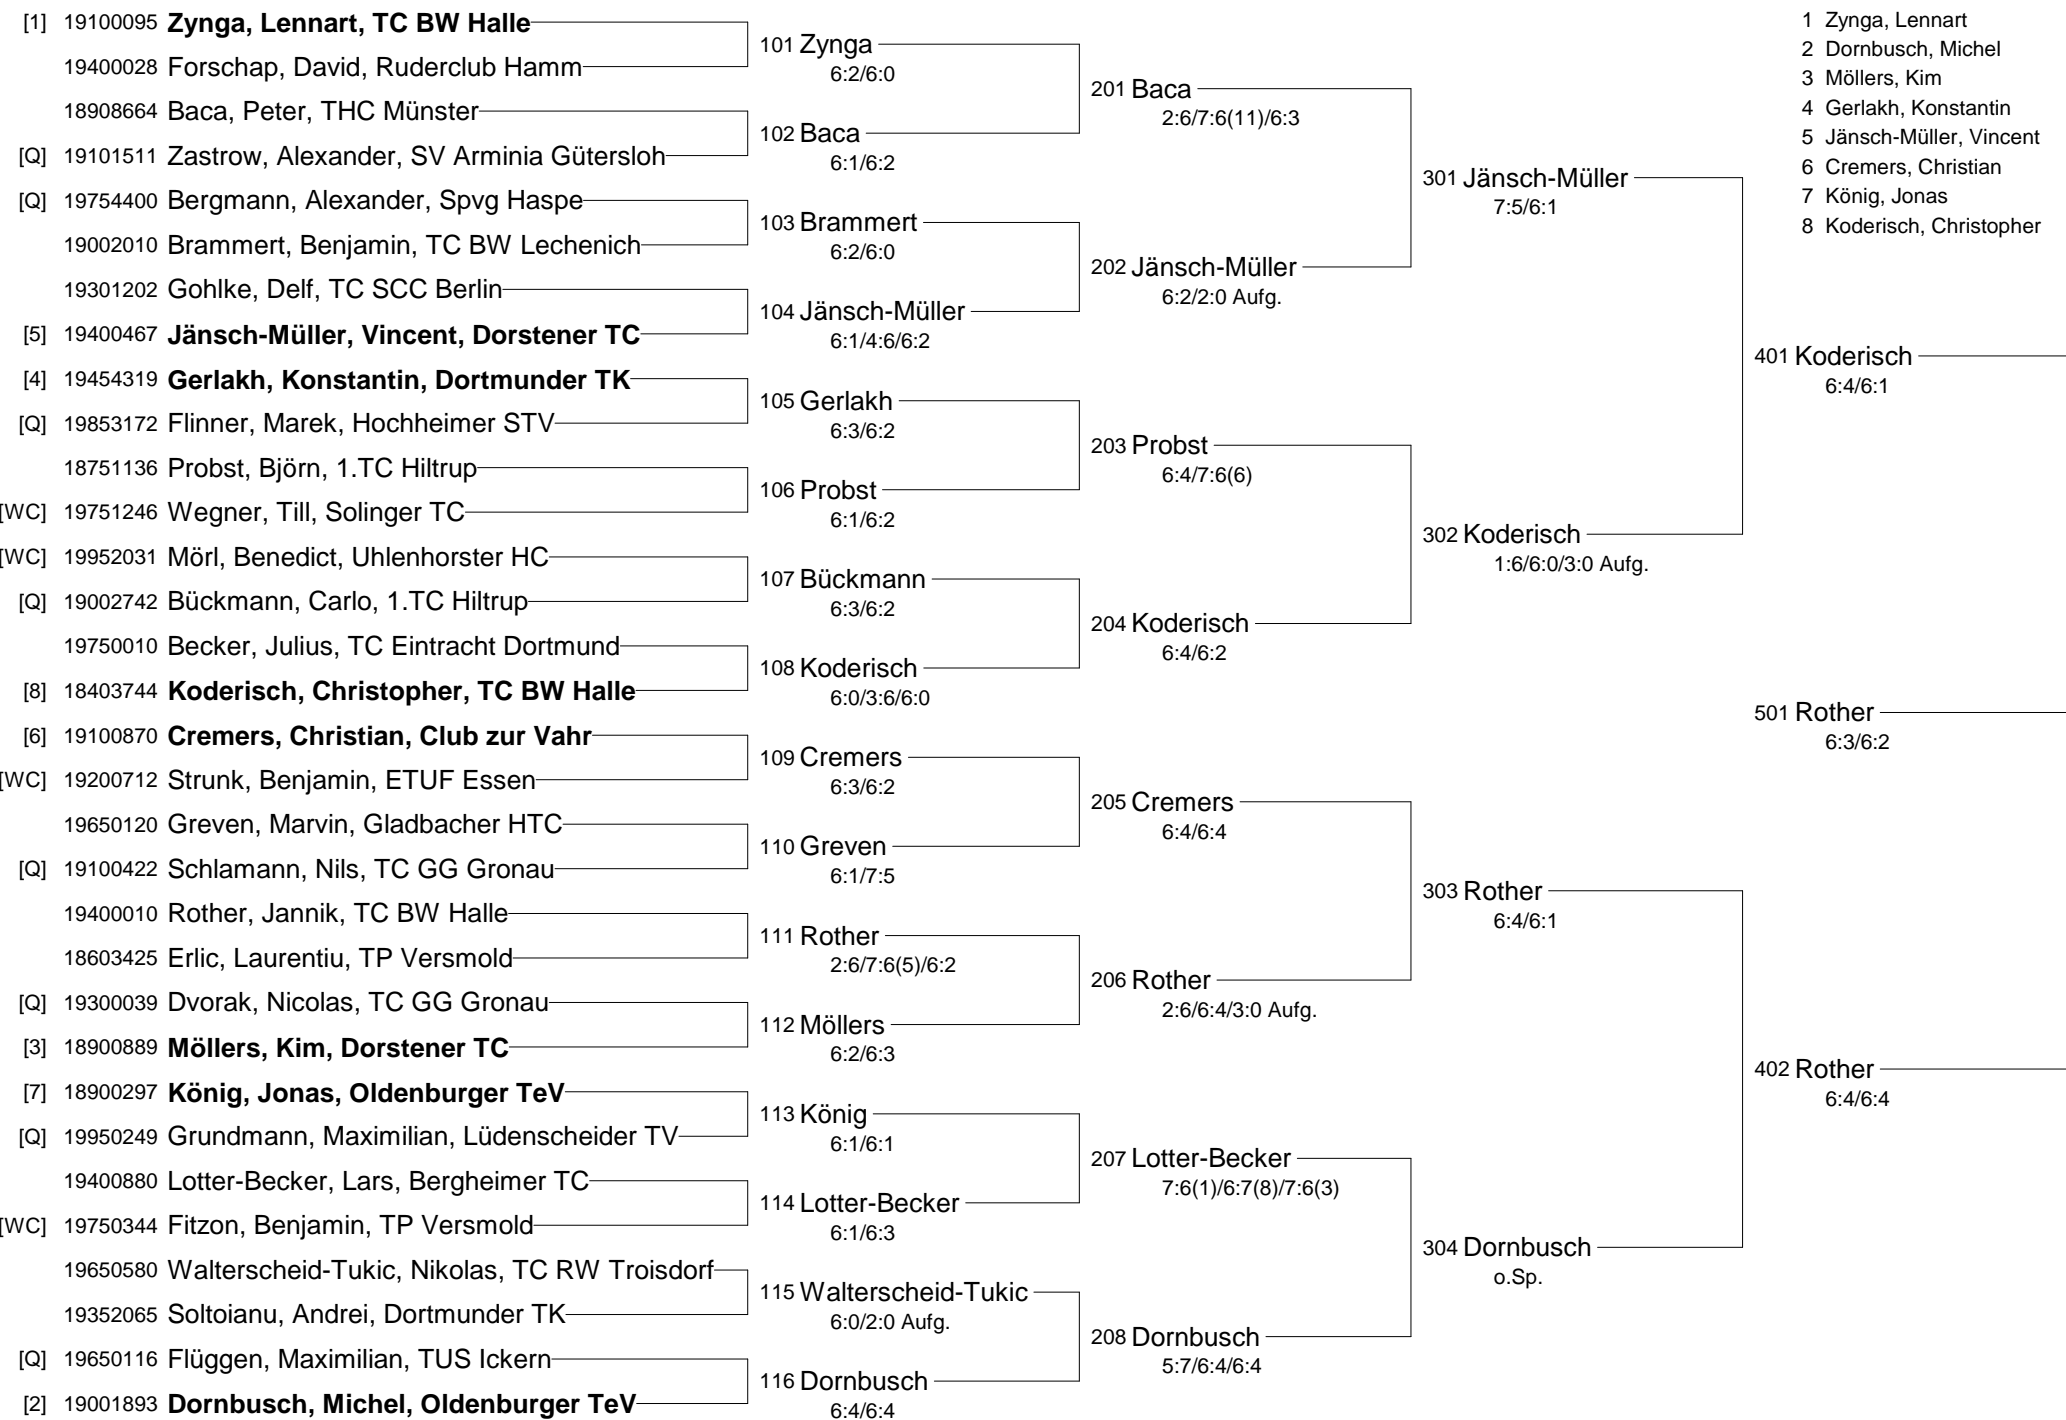 [1] 19100095 Zynga, Lennart, TC BW Halle
19400028 Forschap, David, Ruderclub Hamm
18908664 Baca, Peter, THC Münster
[Q] 19101511 Zastrow, Alexander, SV Arminia Gütersloh
[Q] 19754400 Bergmann, Alexander, Spvg Haspe
19002010 Brammert, Benjamin, TC BW Lechenich
19301202 Gohlke, Delf, TC SCC Berlin
[5] 19400467 Jänsch-Müller, Vincent, Dorstener TC
[4] 19454319 Gerlakh, Konstantin, Dortmunder TK
[Q] 19853172 Flinner, Marek, Hochheimer STV
18751136 Probst, Björn, 1.TC Hiltrup
[WC] 19751246 Wegner, Till, Solinger TC
[WC] 19952031 Mörl, Benedict, Uhlenhorster HC
[Q] 19002742 Bückmann, Carlo, 1.TC Hiltrup
19750010 Becker, Julius, TC Eintracht Dortmund
[8] 18403744 Koderisch, Christopher, TC BW Halle
[6] 19100870 Cremers, Christian, Club zur Vahr
[WC] 19200712 Strunk, Benjamin, ETUF Essen
19650120 Greven, Marvin, Gladbacher HTC
[Q] 19100422 Schlamann, Nils, TC GG Gronau
19400010 Rother, Jannik, TC BW Halle
18603425 Erlic, Laurentiu, TP Versmold
[Q] 19300039 Dvorak, Nicolas, TC GG Gronau
[3] 18900889 Möllers, Kim, Dorstener TC
[7] 18900297 König, Jonas, Oldenburger TeV
[Q] 19950249 Grundmann, Maximilian, Lüdenscheider TV
19400880 Lotter-Becker, Lars, Bergheimer TC
[WC] 19750344 Fitzon, Benjamin, TP Versmold
19650580 Walterscheid-Tukic, Nikolas, TC RW Troisdorf
19352065 Soltoianu, Andrei, Dortmunder TK
[Q] 19650116 Flüggen, Maximilian, TUS Ickern
[2] 19001893 Dornbusch, Michel, Oldenburger TeV
101 Zynga
6:2/6:0
102 Baca
6:1/6:2
103 Brammert
6:2/6:0
104 Jänsch-Müller
6:1/4:6/6:2
105 Gerlakh
6:3/6:2
106 Probst
6:1/6:2
107 Bückmann
6:3/6:2
108 Koderisch
6:0/3:6/6:0
109 Cremers
6:3/6:2
110 Greven
6:1/7:5
111 Rother
2:6/7:6(5)/6:2
112 Möllers
6:2/6:3
113 König
6:1/6:1
114 Lotter-Becker
6:1/6:3
115 Walterscheid-Tukic
6:0/2:0 Aufg.
116 Dornbusch
6:4/6:4
201 Baca
2:6/7:6(11)/6:3
202 Jänsch-Müller
6:2/2:0 Aufg.
203 Probst
6:4/7:6(6)
204 Koderisch
6:4/6:2
205 Cremers
6:4/6:4
206 Rother
2:6/6:4/3:0 Aufg.
207 Lotter-Becker
7:6(1)/6:7(8)/7:6(3)
208 Dornbusch
5:7/6:4/6:4
301 Jänsch-Müller
7:5/6:1
302 Koderisch
1:6/6:0/3:0 Aufg.
303 Rother
6:4/6:1
304 Dornbusch
o.Sp.
401 Koderisch
6:4/6:1
501 Rother
6:3/6:2
402 Rother
6:4/6:4
1 Zynga, Lennart
2 Dornbusch, Michel
3 Möllers, Kim
4 Gerlakh, Konstantin
5 Jänsch-Müller, Vincent
6 Cremers, Christian
7 König, Jonas
8 Koderisch, Christopher